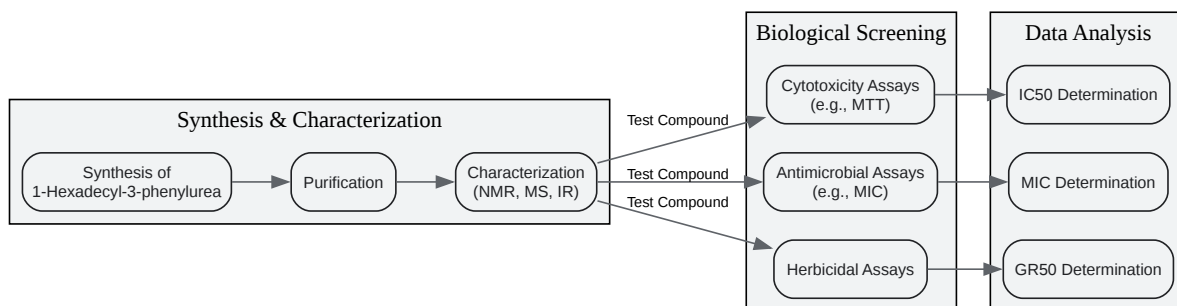 Synthesis & Characterization
Synthesis of
1-Hexadecyl-3-phenylurea
Purification
Characterization
(NMR, MS, IR)
Test Compound
Test Compound
Test Compound
Biological Screening
Cytotoxicity Assays
(e.g., MTT)
Antimicrobial Assays
(e.g., MIC)
Herbicidal Assays
Data Analysis
IC50 Determination
MIC Determination
GR50 Determination